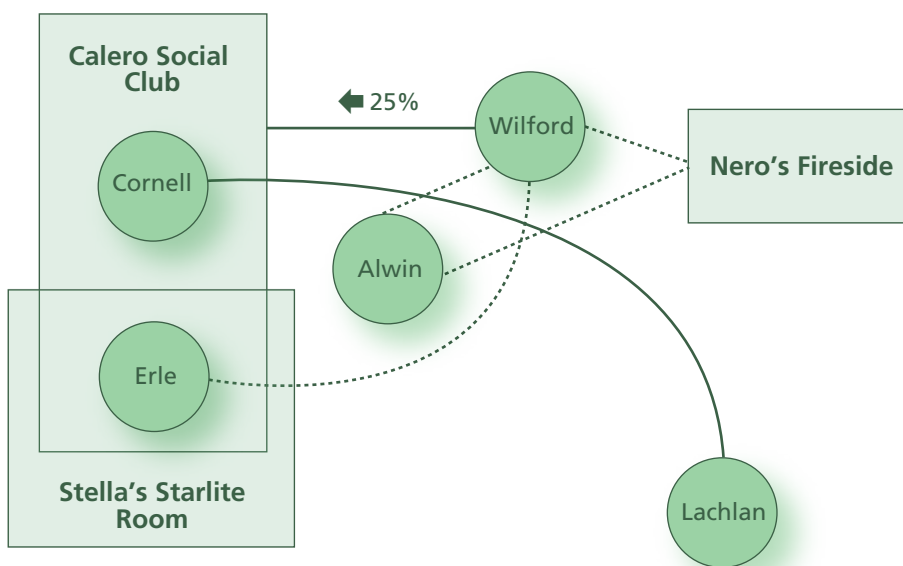 Calero Social
Club
25%
Wilford
Nero’s Fireside
Cornell
Alwin
Erle
Stella’s Starlite
Room
Lachlan